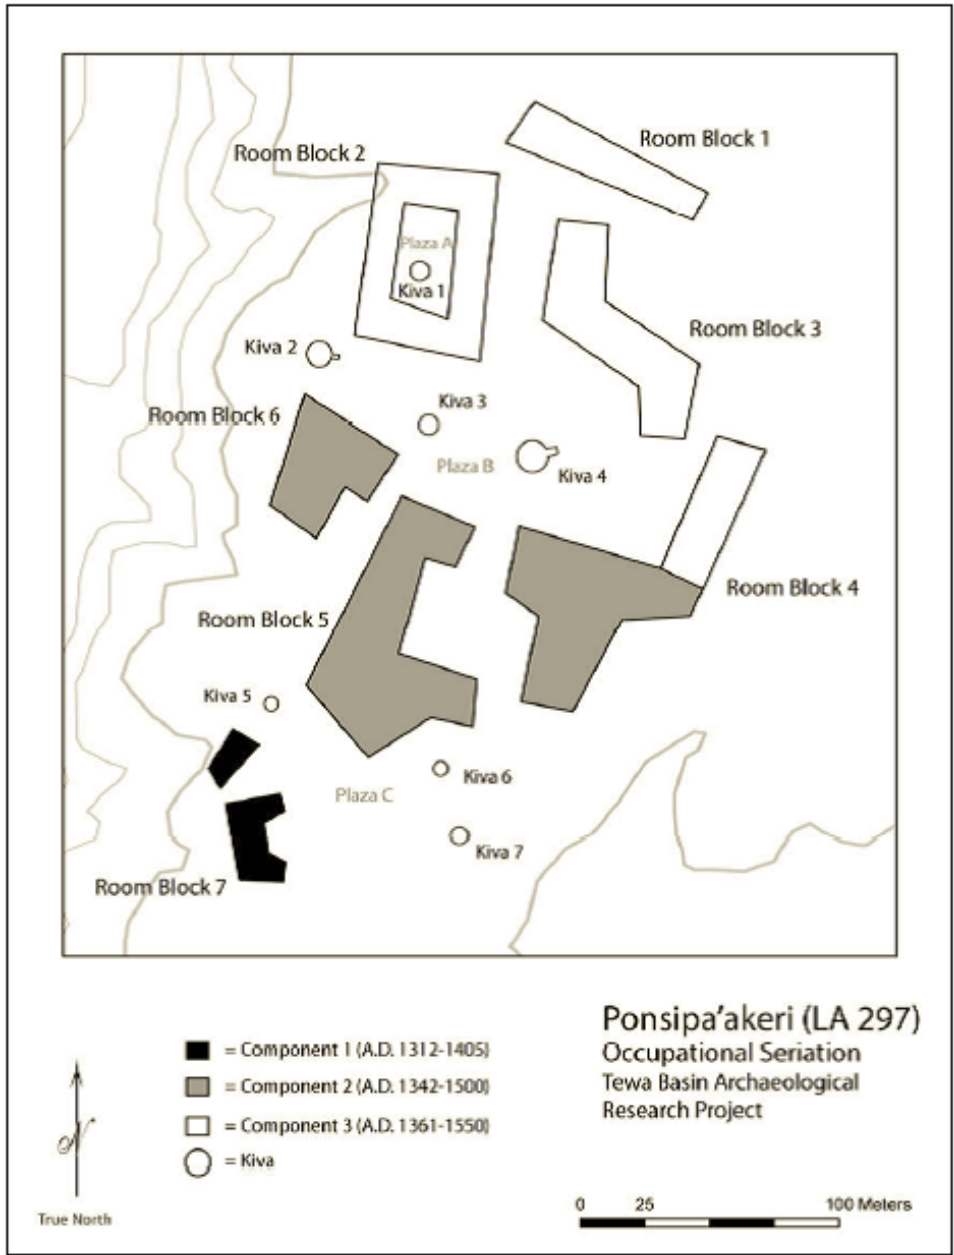 Room Block 1
Room Block 2
Plaza A
Kiva 1
Room Block 3
Kiva 2
Kiva 3
Room Block 6
Plaza B
Kiva 4
Room Block 4
Room Block 5
Kiva 5
Kiva 6
Plaza C
Kiva 7
Room Block 7
Ponsipa'akeri (LA 297)
Occupational Seriation
Tewa Basin Archaeological
Research Project
= Component 1 (A.D. 1312-1405)
= Component 2 (A.D. 1342-1500)
= Component 3 (A.D. 1361-1550)
= Kiva
N
True North
0 25 100 Meters